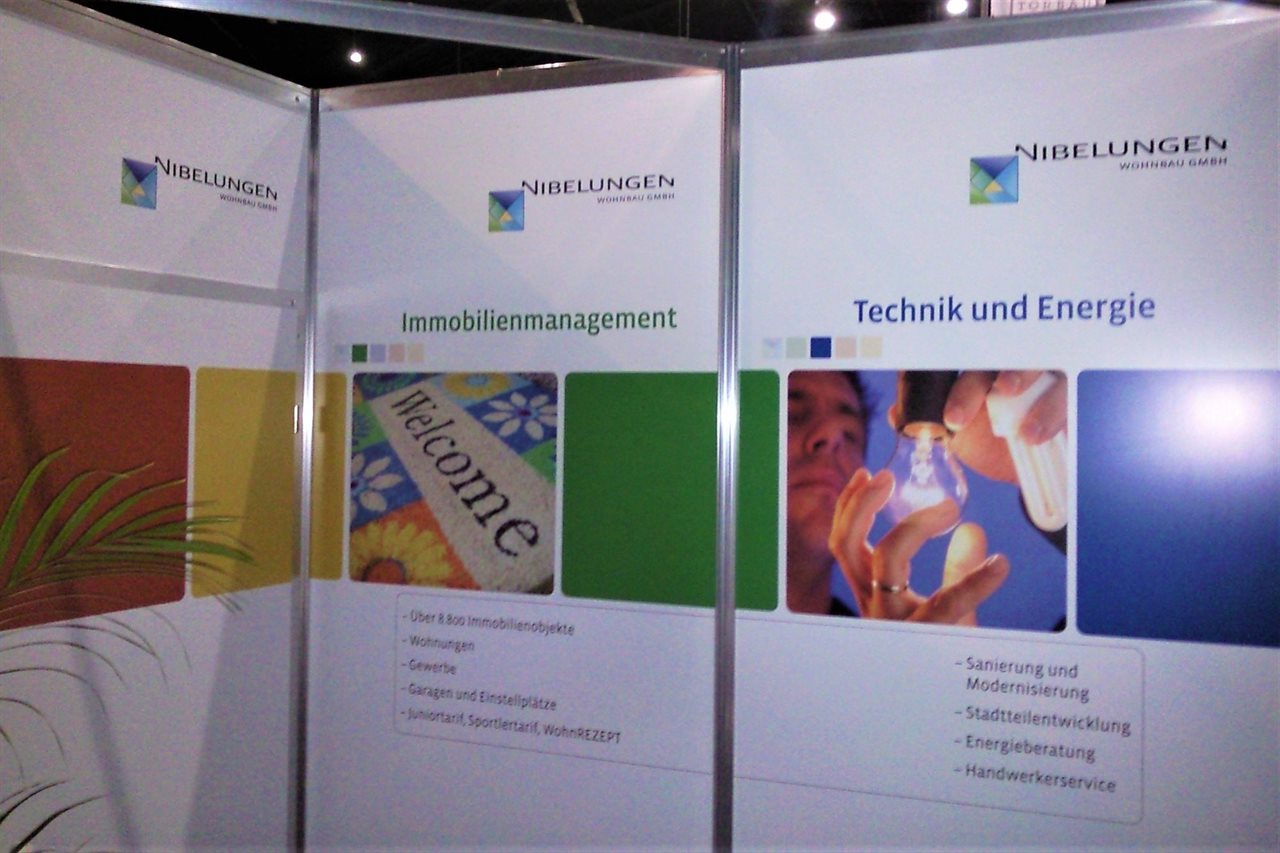 NIBELUNGEN
WOHNBAU GMBH
NIBELUNGEN
WOHNBAU GMBH
Immobilienmanagement
Welcome
– Über 8.800 Immobilienobjekte
– Wohnungen
– Gewerbe
– Garagen und Einstellplätze
– Juniortarif, Sportlertarif, WohnREZEPT
NIBELUNGEN
WOHNBAU GMBH
Technik und Energie
– Sanierung und
Modernisierung
– Stadtteilentwicklung
– Energieberatung
– Handwerkerservice